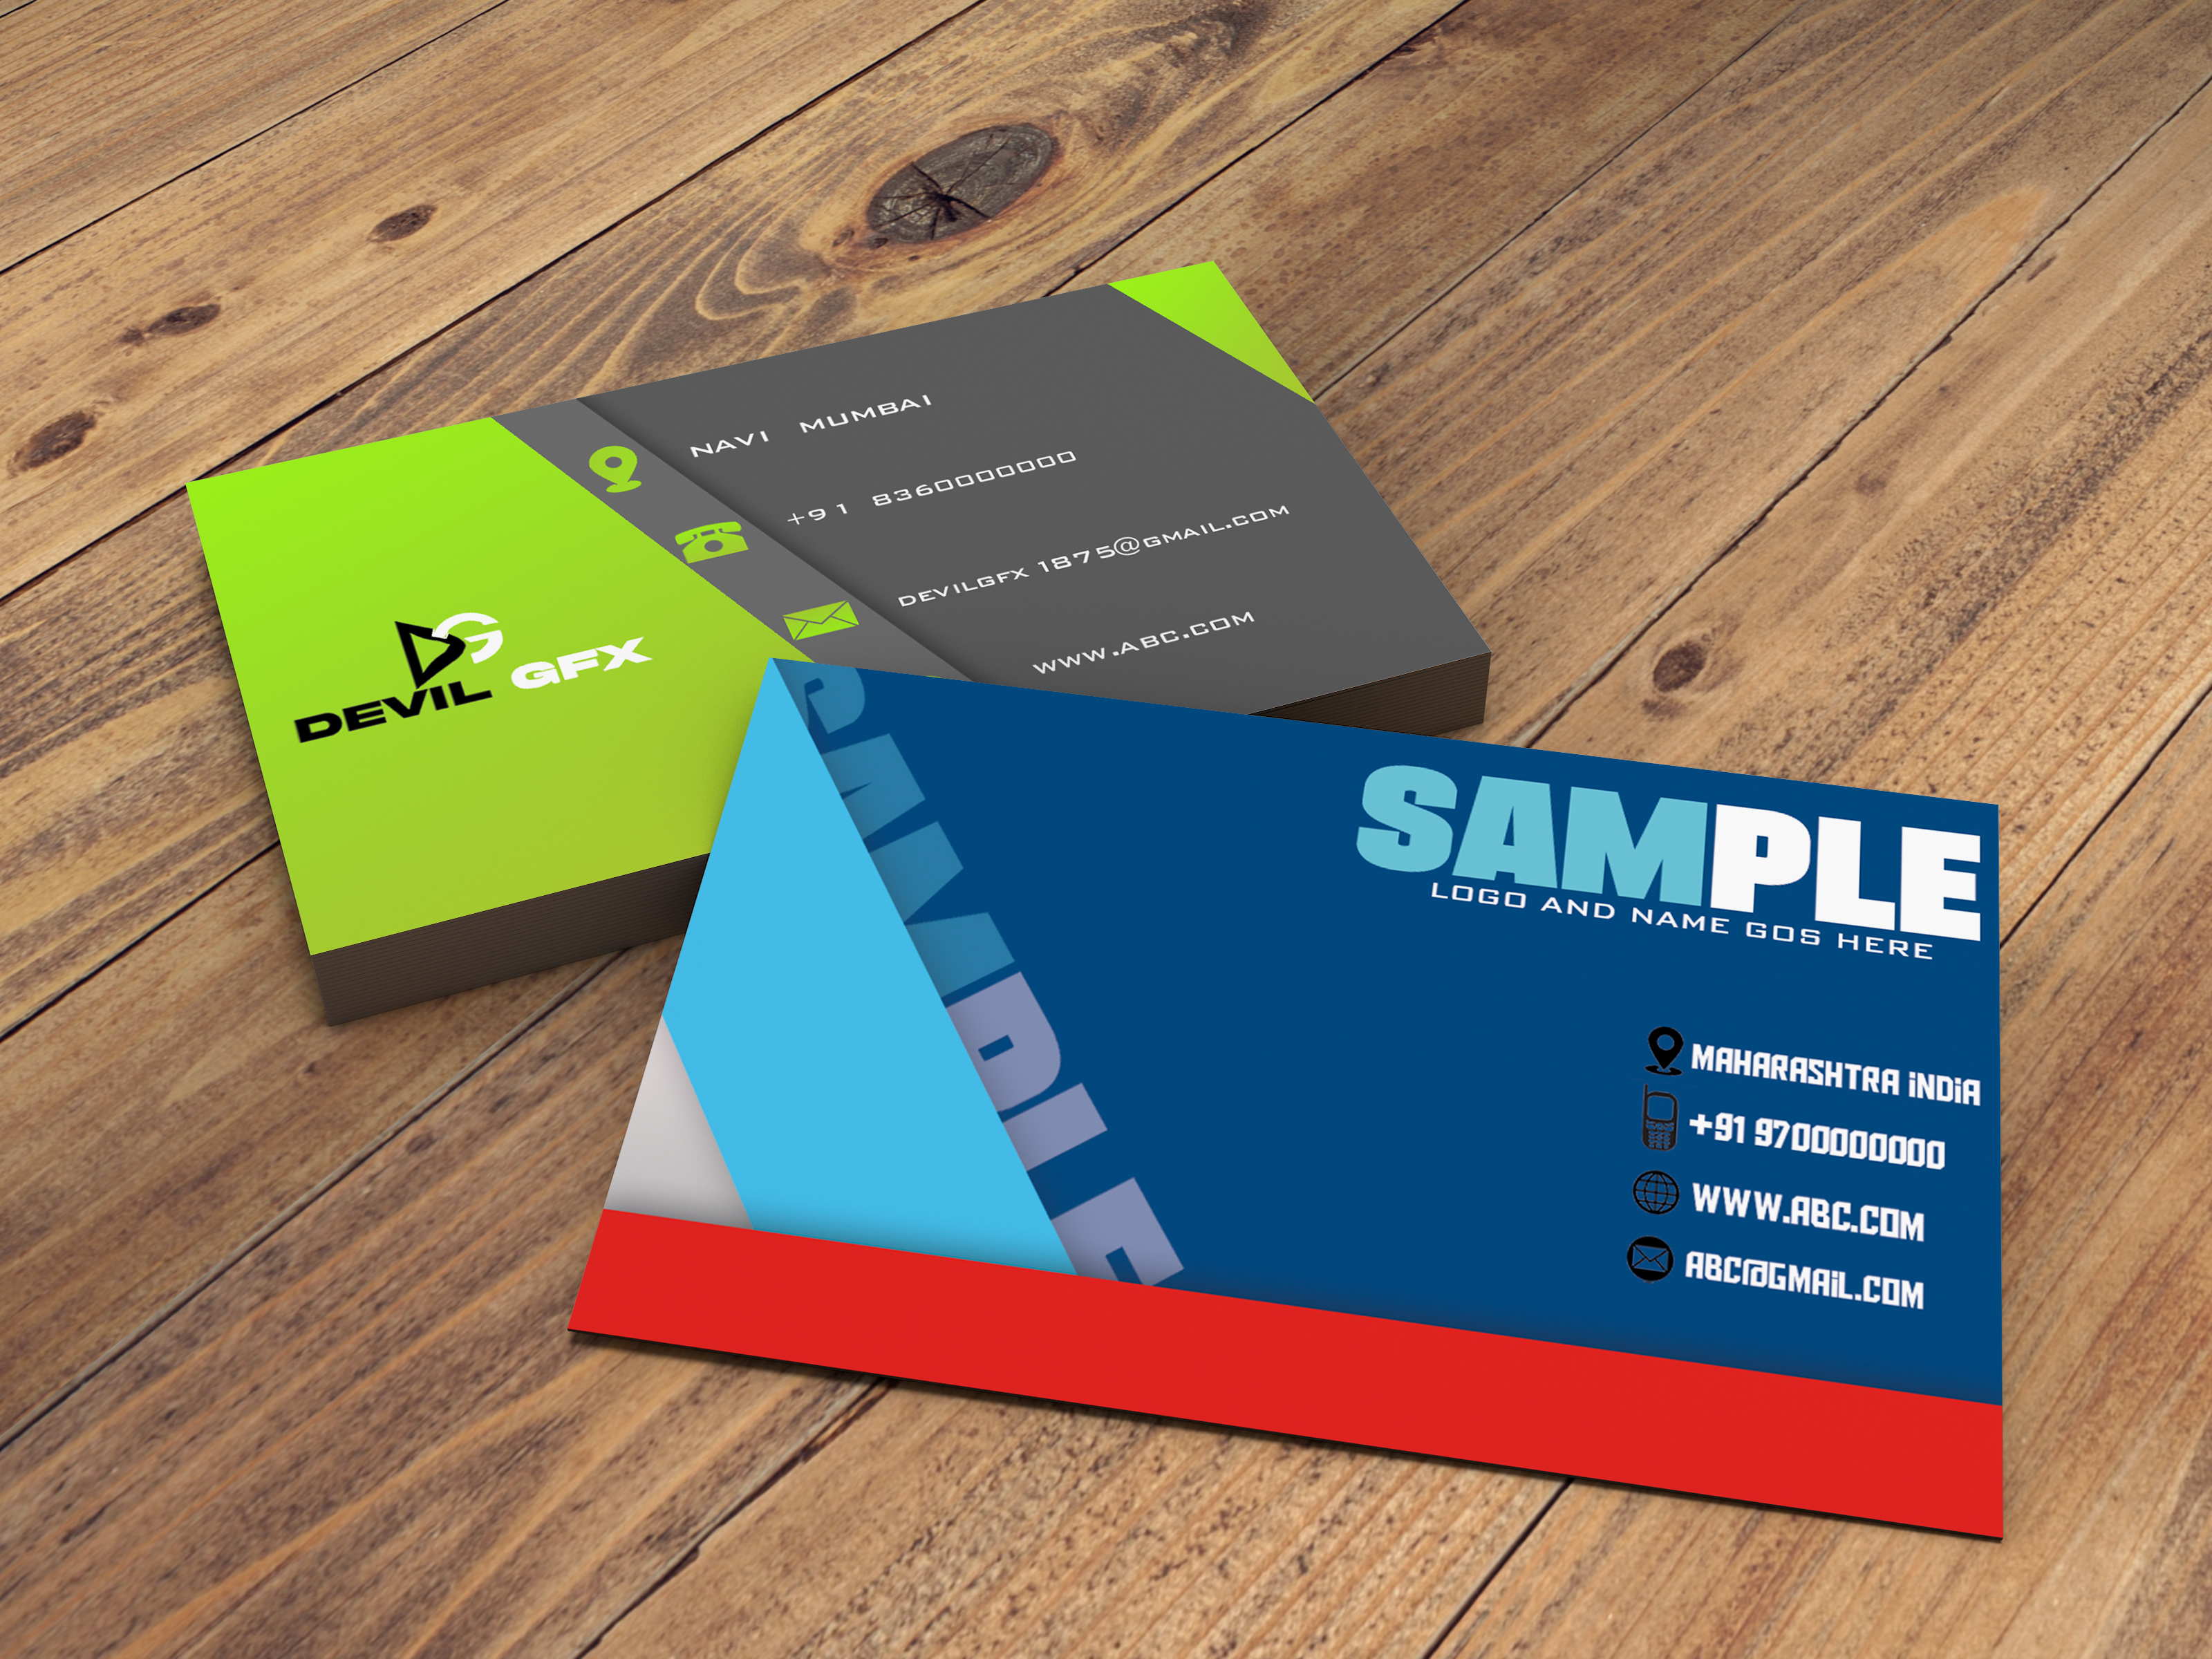 NAVI MUMBAI
+91 8360000000
DEVILGFX 1875@GMAIL.COM
WWW.ABC.COM
DG
DEVIL GFX
SAMPLE
SAMPLE
LOGO AND NAME GOS HERE
MAHARASHTRA INDIA
+91 9700000000
WWW.ABC.COM
ABC@GMAIL.COM